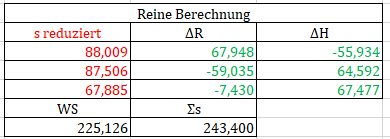 Reine Berechnung
s reduziert ΔR ΔH
88,009 67,948 -55,934
87,506 -59,035 64,592
67,885 -7,430 67,477
WS Σs
225,126 243,400